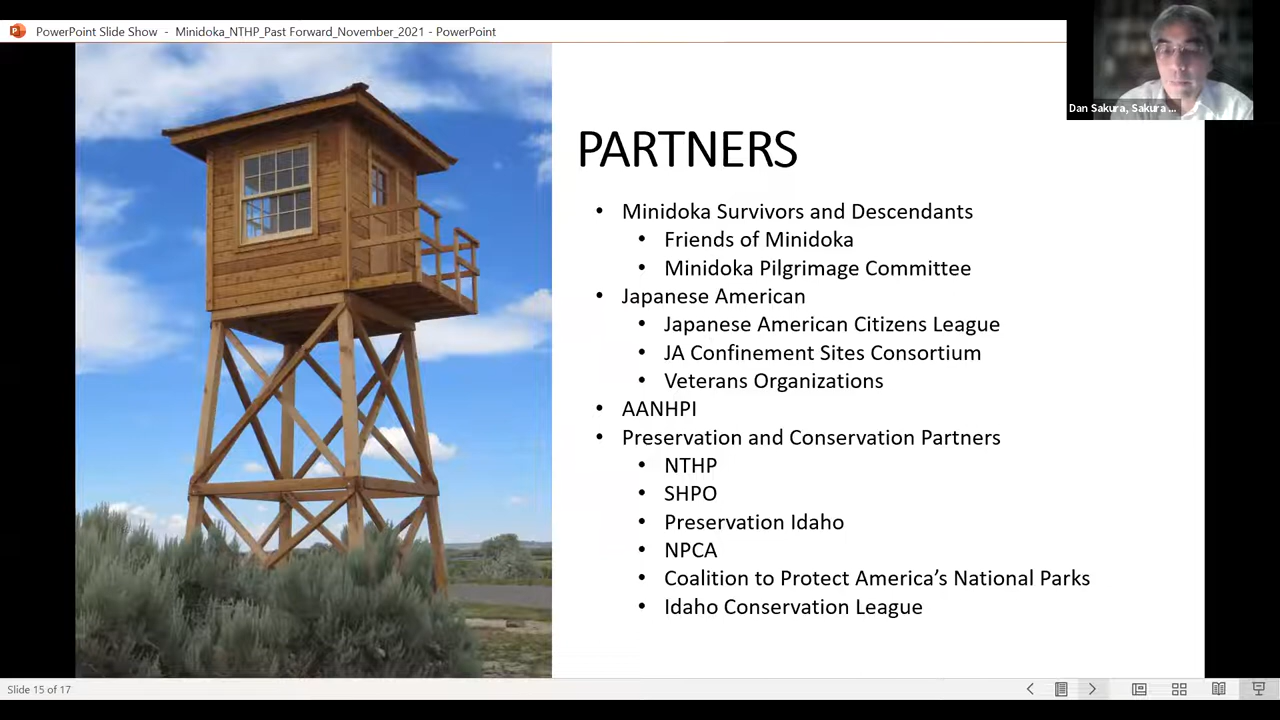 PowerPoint Slide Show - Minidoka_NTHP_Past Forward_November_2021 - PowerPoint
Dan Sakura, Sakura ...
PARTNERS
• Minidoka Survivors and Descendants
• Friends of Minidoka
• Minidoka Pilgrimage Committee
• Japanese American
• Japanese American Citizens League
• JA Confinement Sites Consortium
• Veterans Organizations
• AANHPI
• Preservation and Conservation Partners
• NTHP
• SHPO
• Preservation Idaho
• NPCA
• Coalition to Protect America’s National Parks
• Idaho Conservation League
Slide 15 of 17